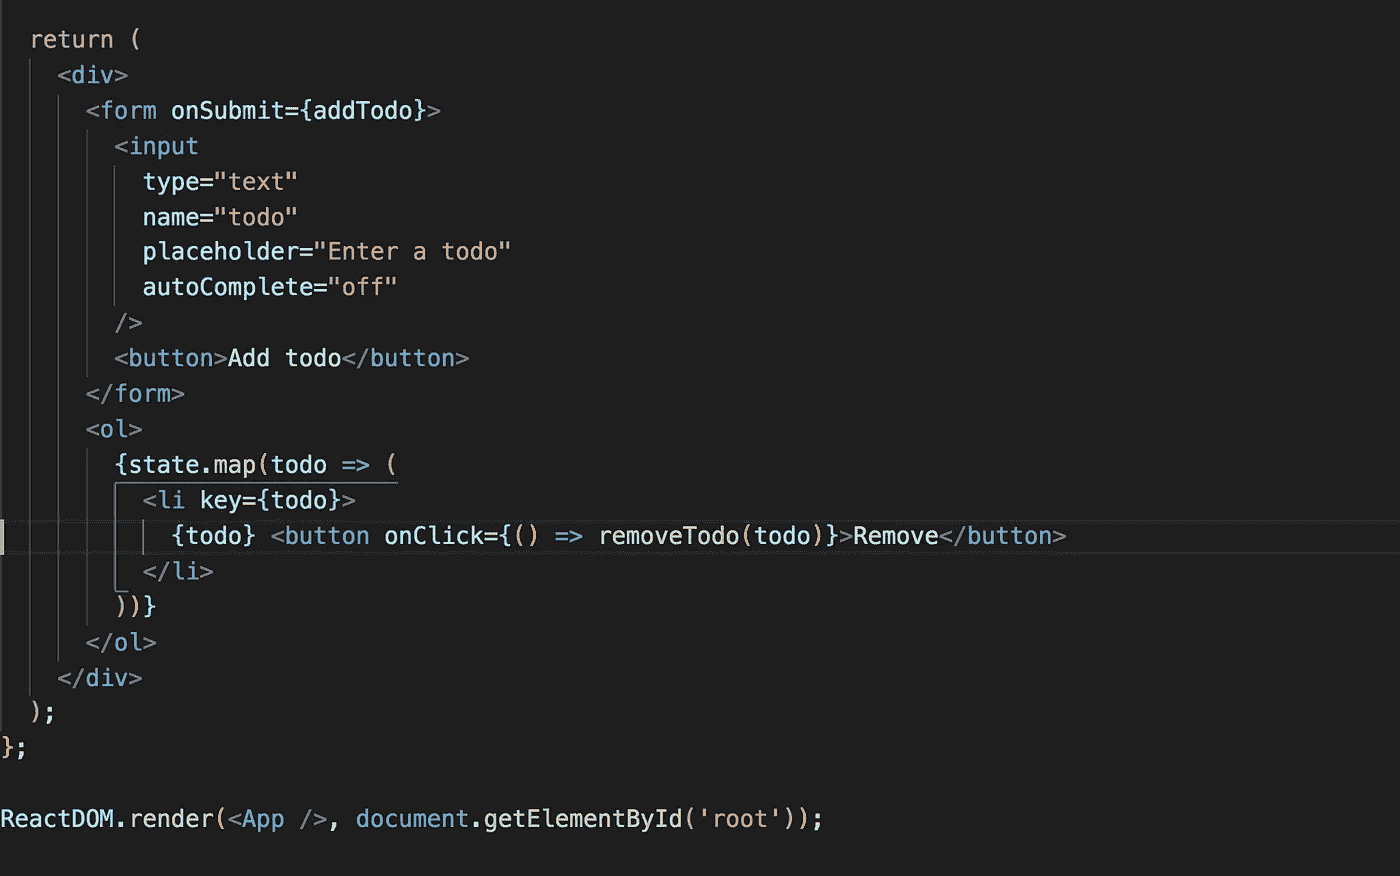 return (
<div>
<form onSubmit={addTodo}>
<input
type="text"
name="todo"
placeholder="Enter a todo"
autoComplete="off"
/>
<button>Add todo</button>
</form>
<ol>
{state.map(todo => (
<li key={todo}>
{todo} <button onClick={() => removeTodo(todo)}>Remove</button>
</li>
))}
</ol>
</div>
);
};
ReactDOM.render(<App />, document.getElementById('root'));